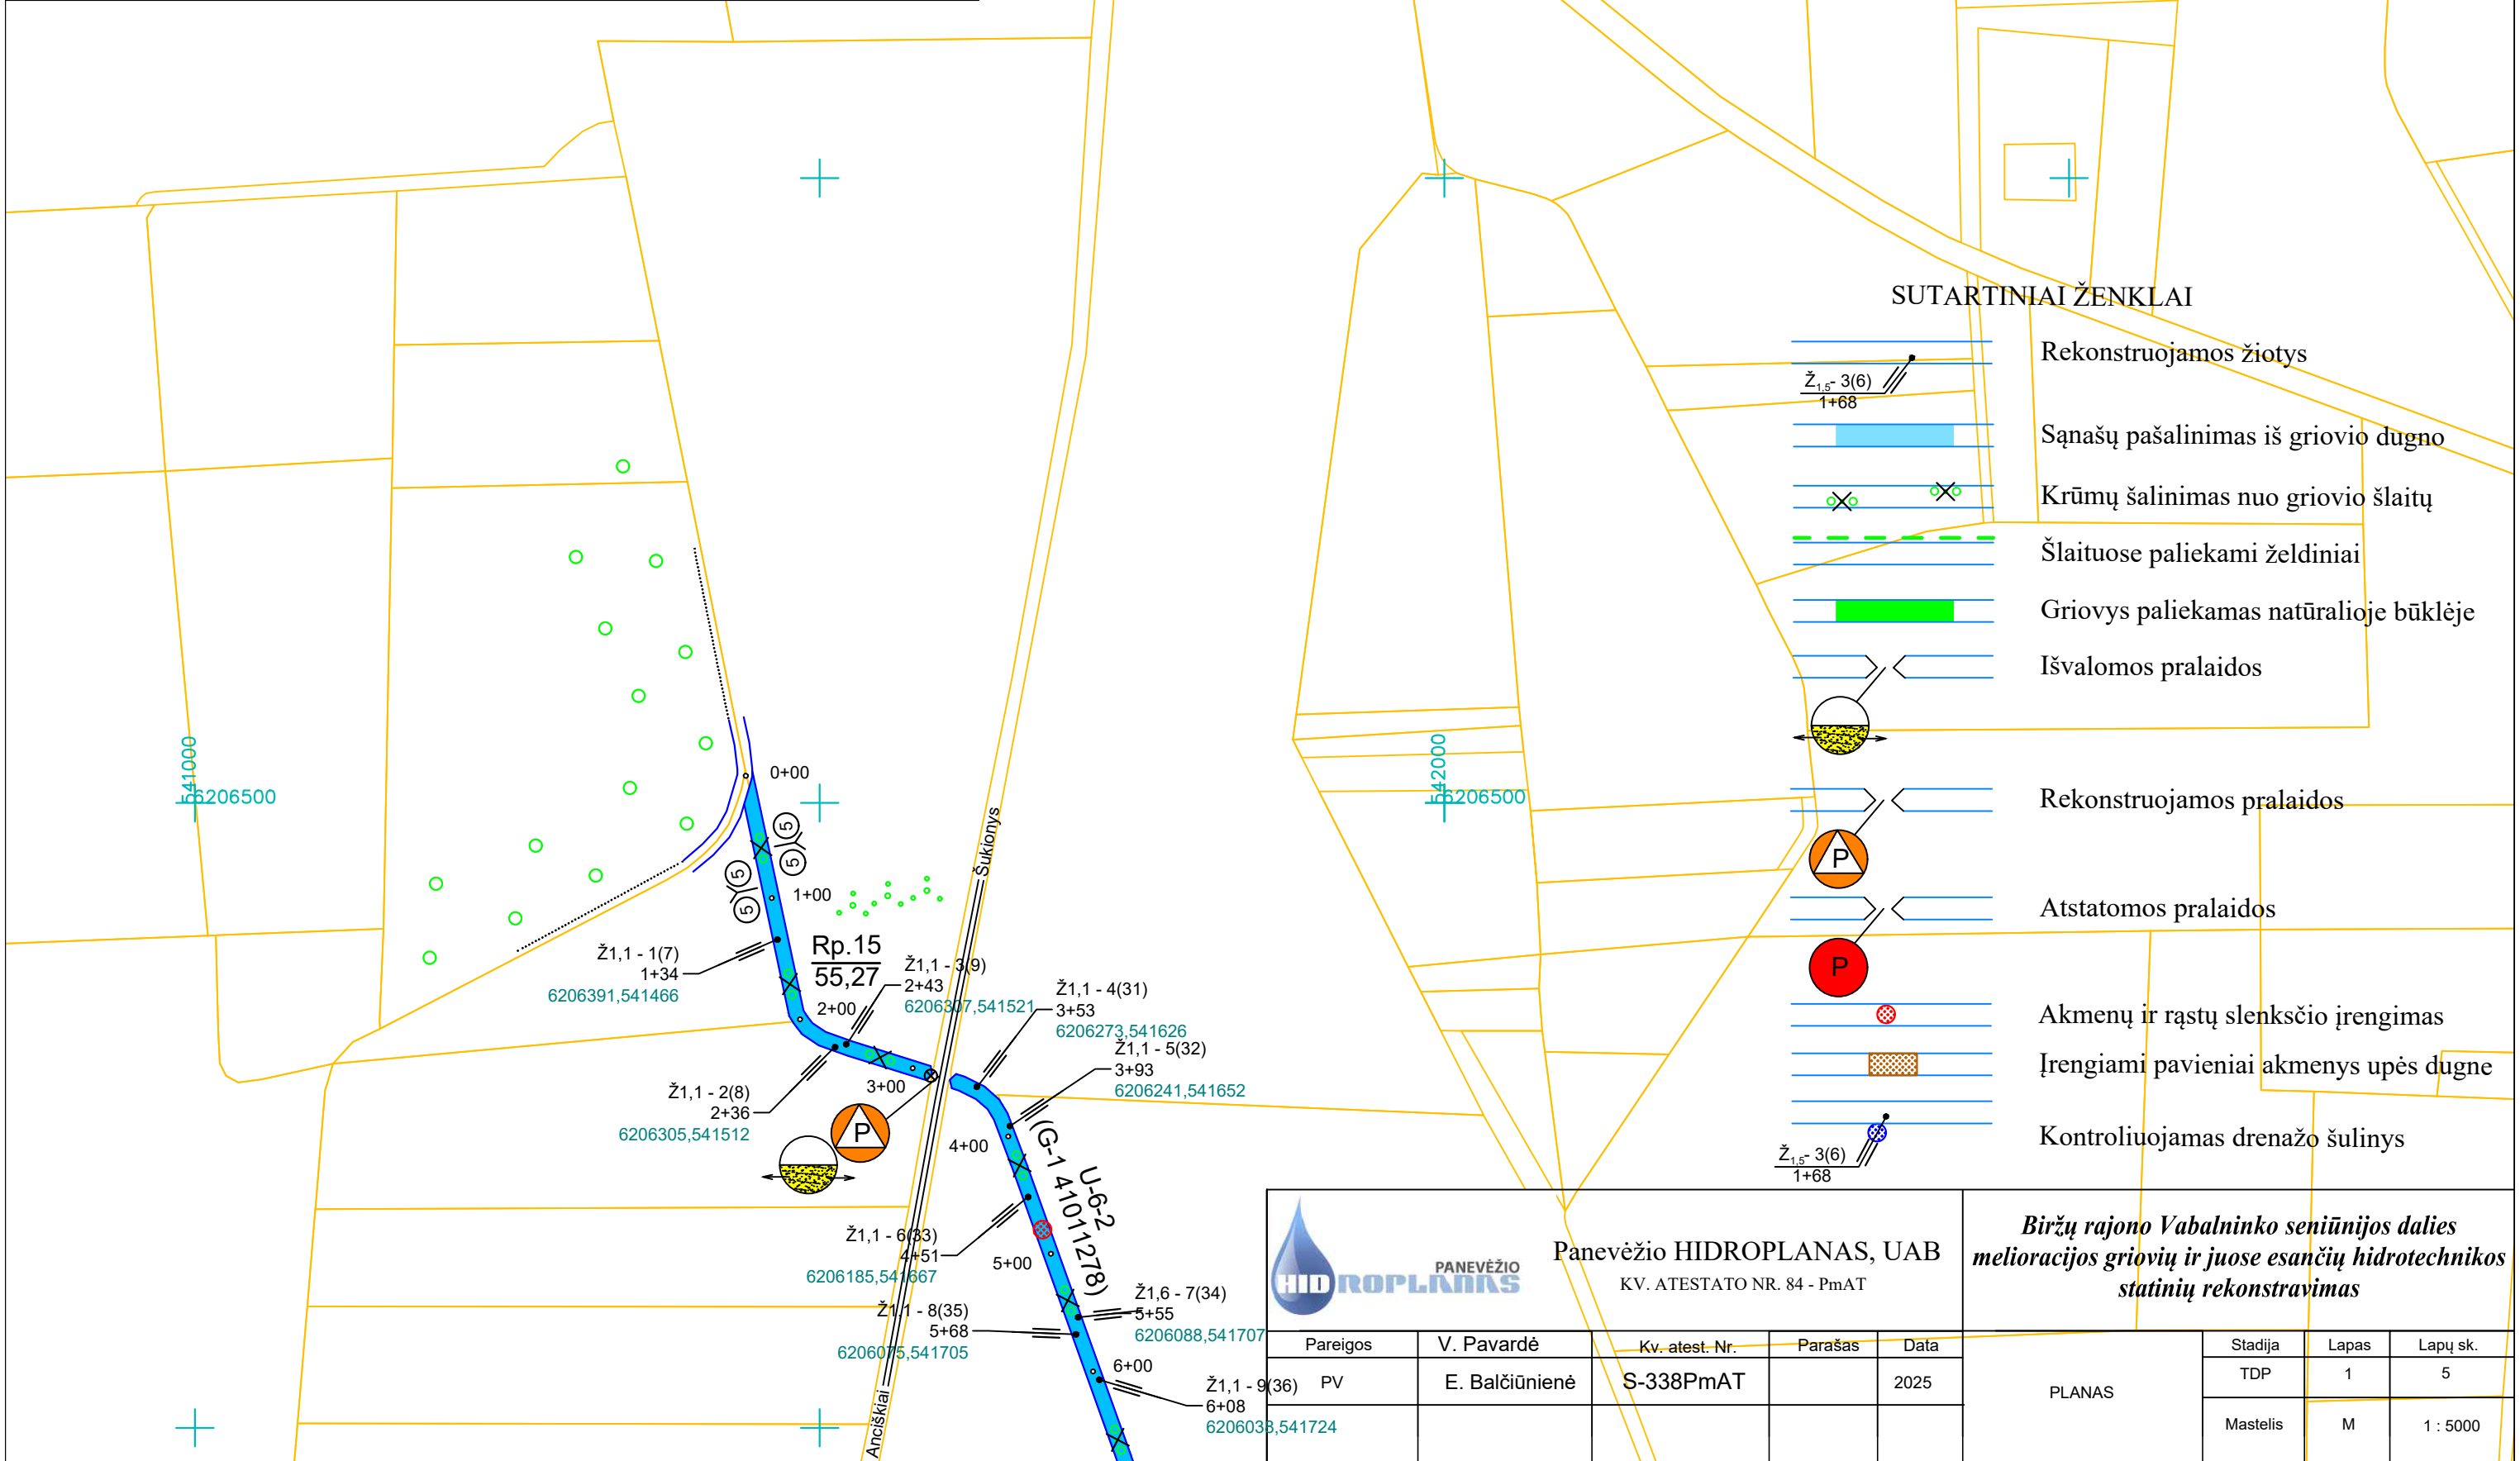 SUTARTINIAI ŽENKLAI
Rekonstruojamos žiotys
Ž1,5- 3(6)
1+68
Sąnašų pašalinimas iš griovio dugno
Krūmų šalinimas nuo griovio šlaitų
Šlaituose paliekami želdiniai
Griovys paliekamas natūralioje būklėje
Išvalomos pralaidos
Rekonstruojamos pralaidos
P
Atstatomos pralaidos
P
Akmenų ir rąstų slenksčio įrengimas
Įrengiami pavieniai akmenys upės dugne
Kontroliuojamas drenažo šulinys
Ž1,5- 3(6)
1+68
541000
6206500
542000
6206500
0+00
5
5
5
5
1+00
Šukionys
Ž1,1 - 1(7)
1+34
6206391,541466
Rp.15
55,27
2+00
Ž1,1 - 3(9)
2+43
6206307,541521
Ž1,1 - 4(31)
3+53
6206273,541626
Ž1,1 - 5(32)
3+93
6206241,541652
Ž1,1 - 2(8)
2+36
6206305,541512
3+00
P
4+00
U-6-2
(G-1 41011278)
Ž1,1 - 6(33)
4+51
6206185,541667
5+00
Ž1,6 - 7(34)
5+55
6206088,541707
Ž1,1 - 8(35)
5+68
6206075,541705
6+00
Ž1,1 - 9(36)
6+08
6206038,541724
Anciškiai
HIDROPLANAS
PANEVĖŽIO
Panevėžio HIDROPLANAS, UAB
KV. ATESTATO NR. 84 - PmAT
Biržų rajono Vabalninko seniūnijos dalies
melioracijos griovių ir juose esančių hidrotechnikos
statinių rekonstravimas
Pareigos V. Pavardė Kv. atest. Nr. Parašas Data
PV E. Balčiūnienė S-338PmAT 2025
PLANAS
Stadija Lapas Lapų sk.
TDP 1 5
Mastelis M 1 : 5000